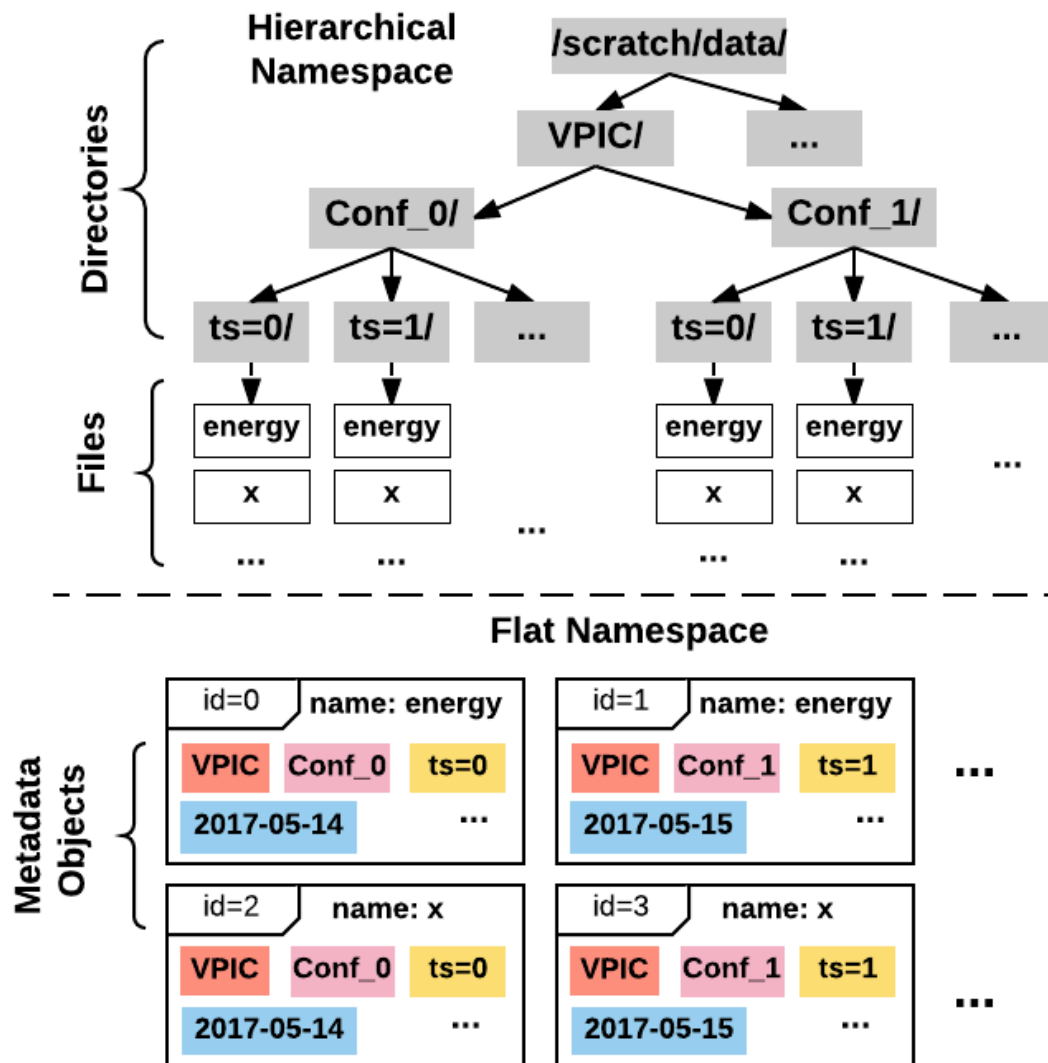 Hierarchical
Namespace
/scratch/data/
VPIC/
...
Conf_0/
Conf_1/
Directories
ts=0/
ts=1/
...
ts=0/
ts=1/
...
Files
energy
energy
energy
energy
...
x
x
x
x
...
...
...
...
...
Flat Namespace
Metadata
Objects
id=0
name: energy
VPIC
Conf_0
ts=0
2017-05-14
...
id=1
name: energy
VPIC
Conf_1
ts=1
2017-05-15
...
...
id=2
name: x
VPIC
Conf_0
ts=0
2017-05-14
...
id=3
name: x
VPIC
Conf_1
ts=1
2017-05-15
...
...